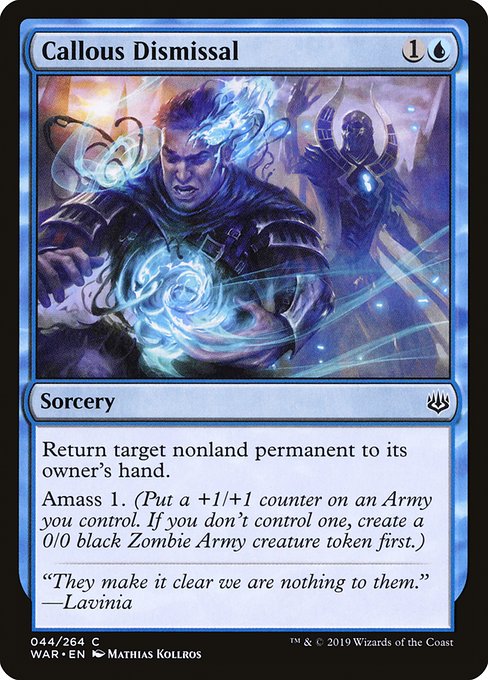 Callous Dismissal 1
Sorcery
Return target nonland permanent to its
owner's hand.
Amass 1. (Put a +1/+1 counter on an Army
you control. If you don't control one, create a
0/0 black Zombie Army creature token first.)
"They make it clear we are nothing to them."
—Lavinia
044/264 C
WAR • EN Mathias Kollros
™ & © 2019 Wizards of the Coast